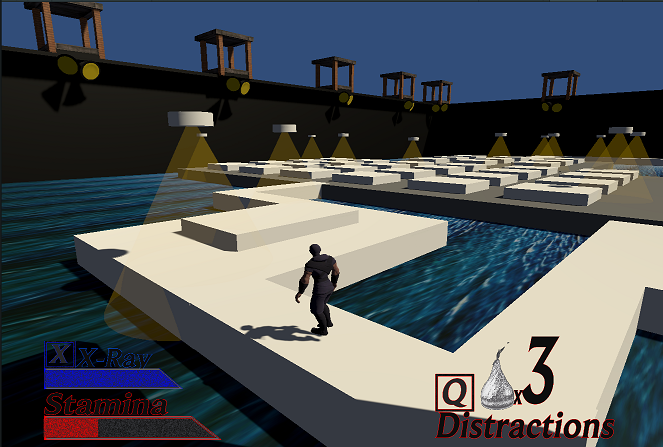 X X-Ray
Stamina
Q x3
Distractions